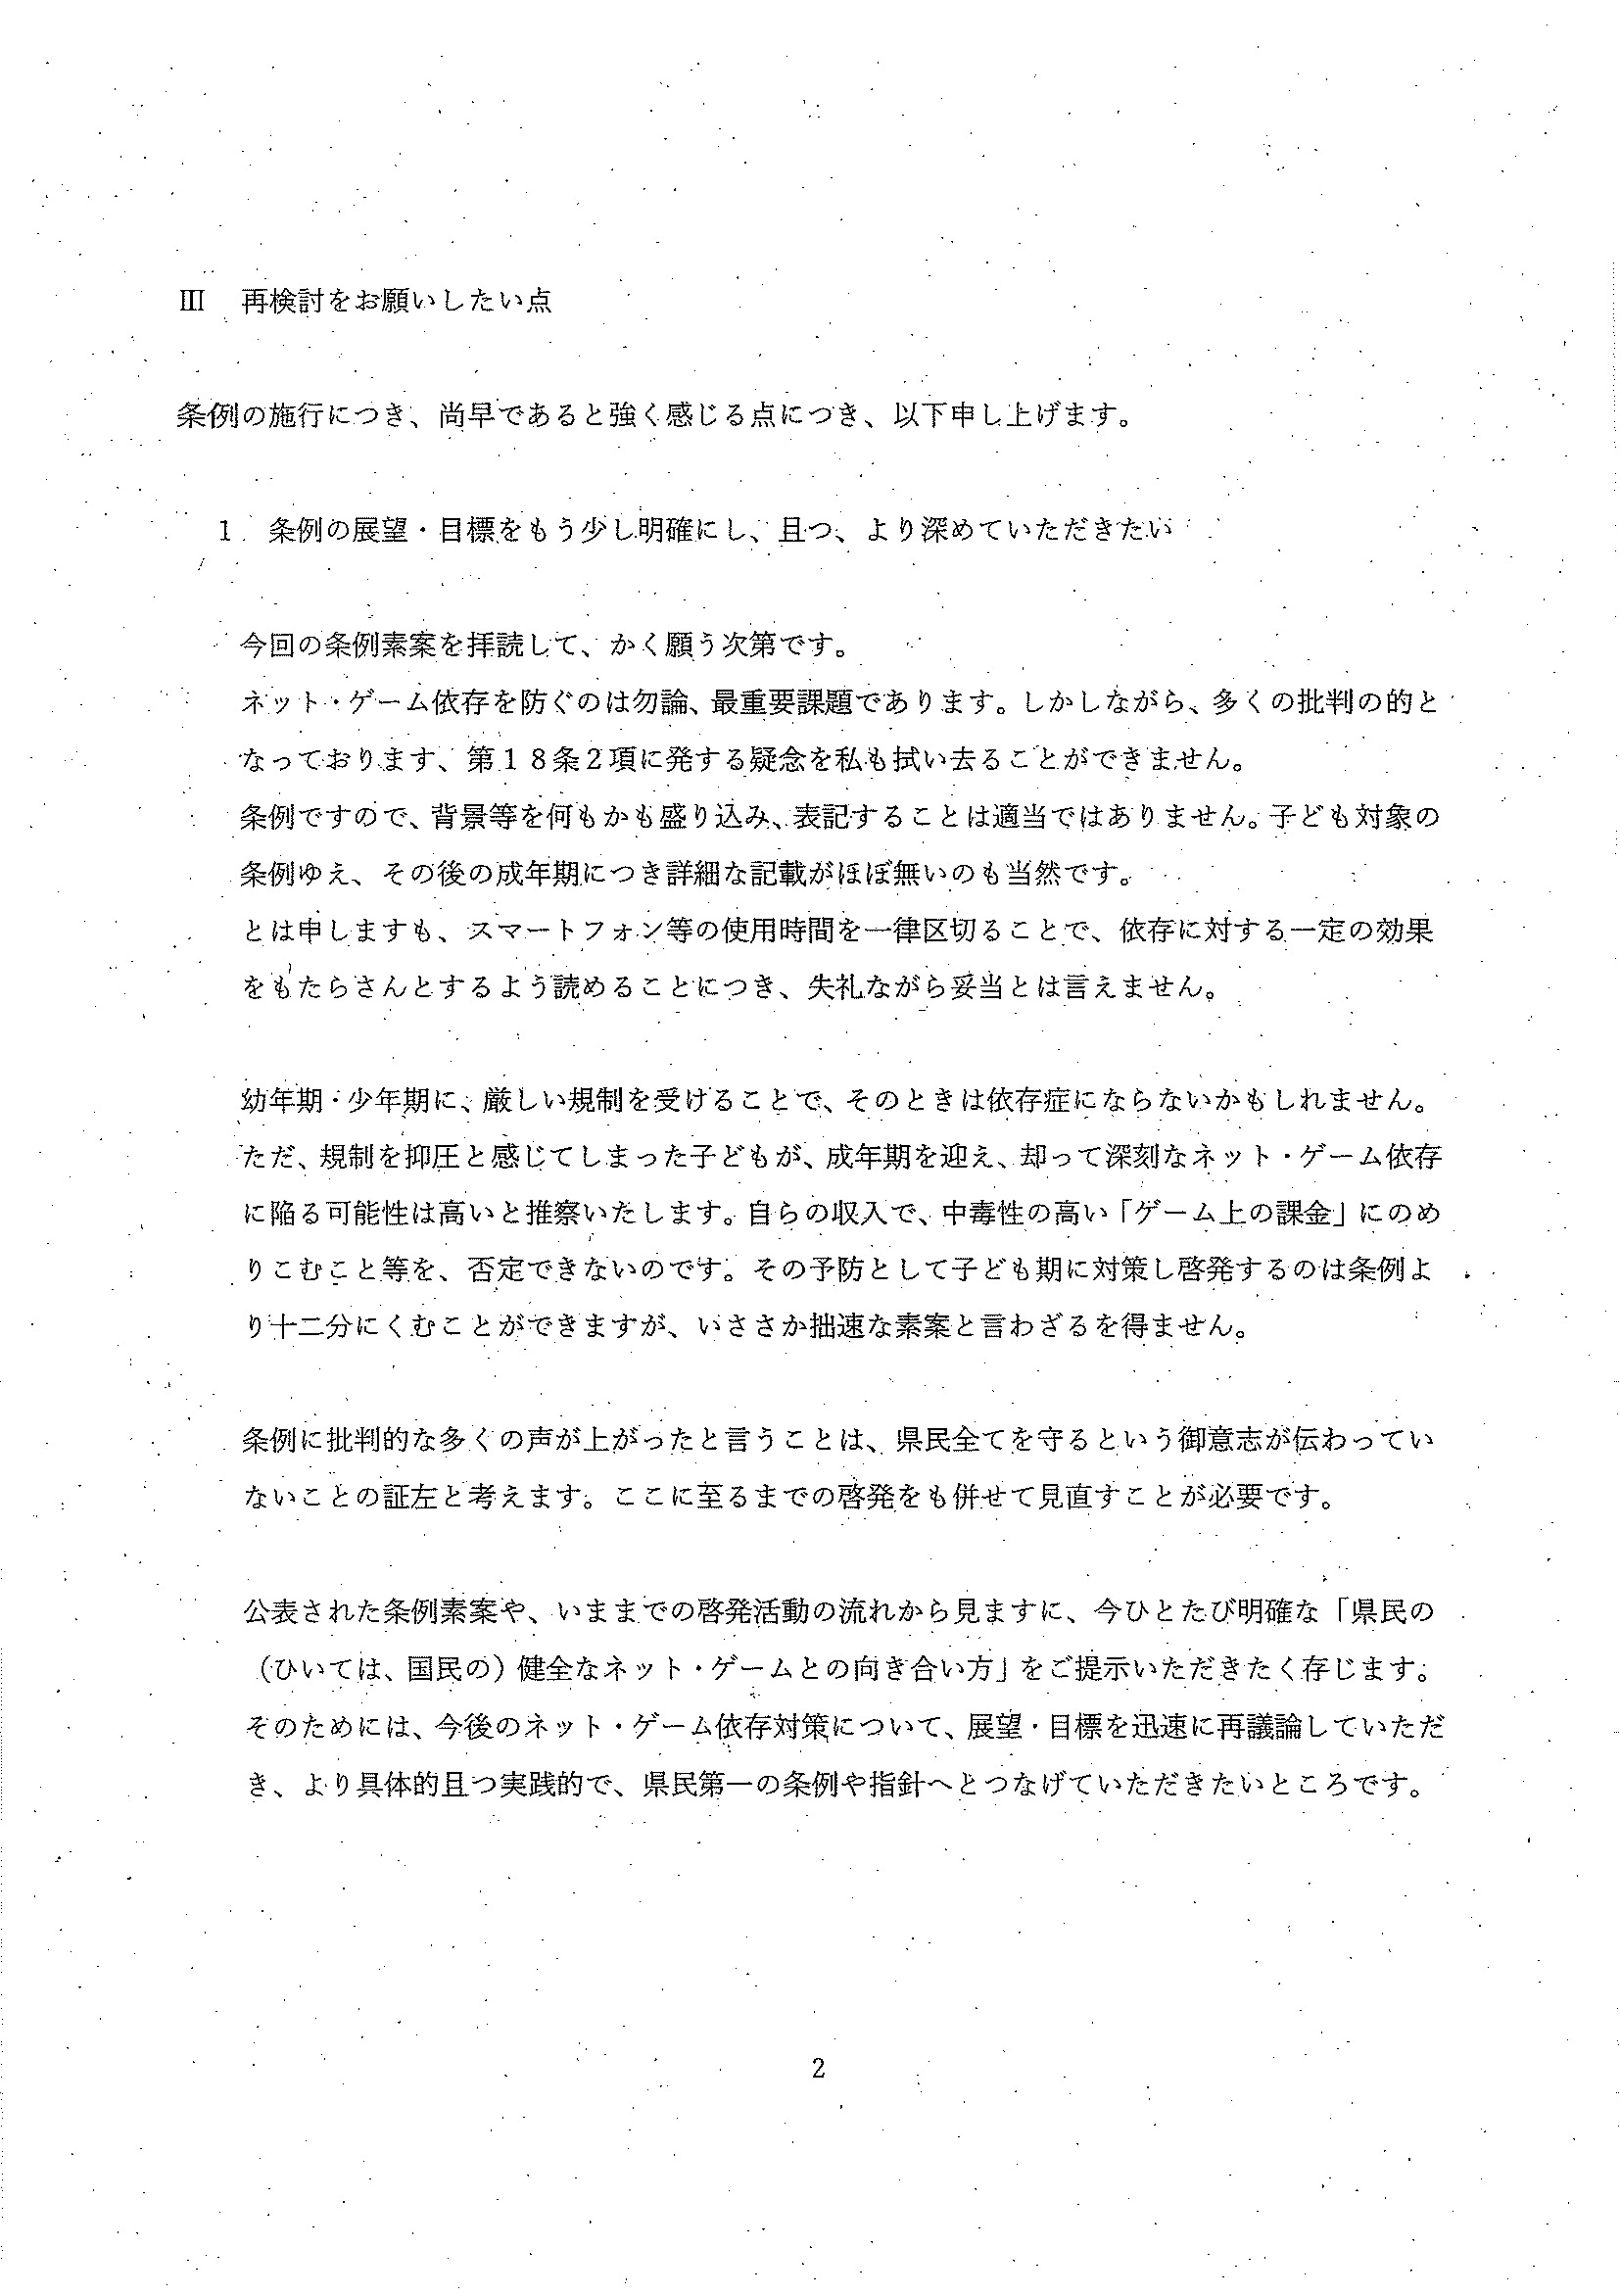 Ⅲ　再検討をお願いしたい点
条例の施行につき、尚早であると強く感じる点につき、以下申し上げます。
１．条例の展望・目標をもう少し明確にし、且つ、より深めていただきたい
今回の条例素案を拝読して、かく願う次第です。
ネット・ゲーム依存を防ぐのは勿論、最重要課題であります。しかしながら、多くの批判の的と
なっております、第１８条２項に発する疑念を私も拭い去ることができません。
条例ですので、背景等を何もかも盛り込み、表記することは適当ではありません。子ども対象の
条例ゆえ、その後の成年期につき詳細な記載がほぼ無いのも当然です。
とは申しますも、スマートフォン等の使用時間を一律区切ることで、依存に対する一定の効果
をもたらさんとするよう読めることにつき、失礼ながら妥当とは言えません。
幼年期・少年期に、厳しい規制を受けることで、そのときは依存症にならないかもしれません。
ただ、規制を抑圧と感じてしまった子どもが、成年期を迎え、却って深刻なネット・ゲーム依存
に陥る可能性は高いと推察いたします。自らの収入で、中毒性の高い「ゲーム上の課金」にのめ
りこむこと等を、否定できないのです。その予防として子ども期に対策し啓発するのは条例よ
り十二分にくむことができますが、いささか拙速な素案と言わざるを得ません。
条例に批判的な多くの声が上がったと言うことは、県民全てを守るという御意志が伝わってい
ないことの証左と考えます。ここに至るまでの啓発をも併せて見直すことが必要です。
公表された条例素案や、いままでの啓発活動の流れから見ますに、今ひとたび明確な「県民の
（ひいては、国民の）健全なネット・ゲームとの向き合い方」をご提示いただきたく存じます。
そのためには、今後のネット・ゲーム依存対策について、展望・目標を迅速に再議論していただ
き、より具体的且つ実践的で、県民第一の条例や指針へとつなげていただきたいところです。
2